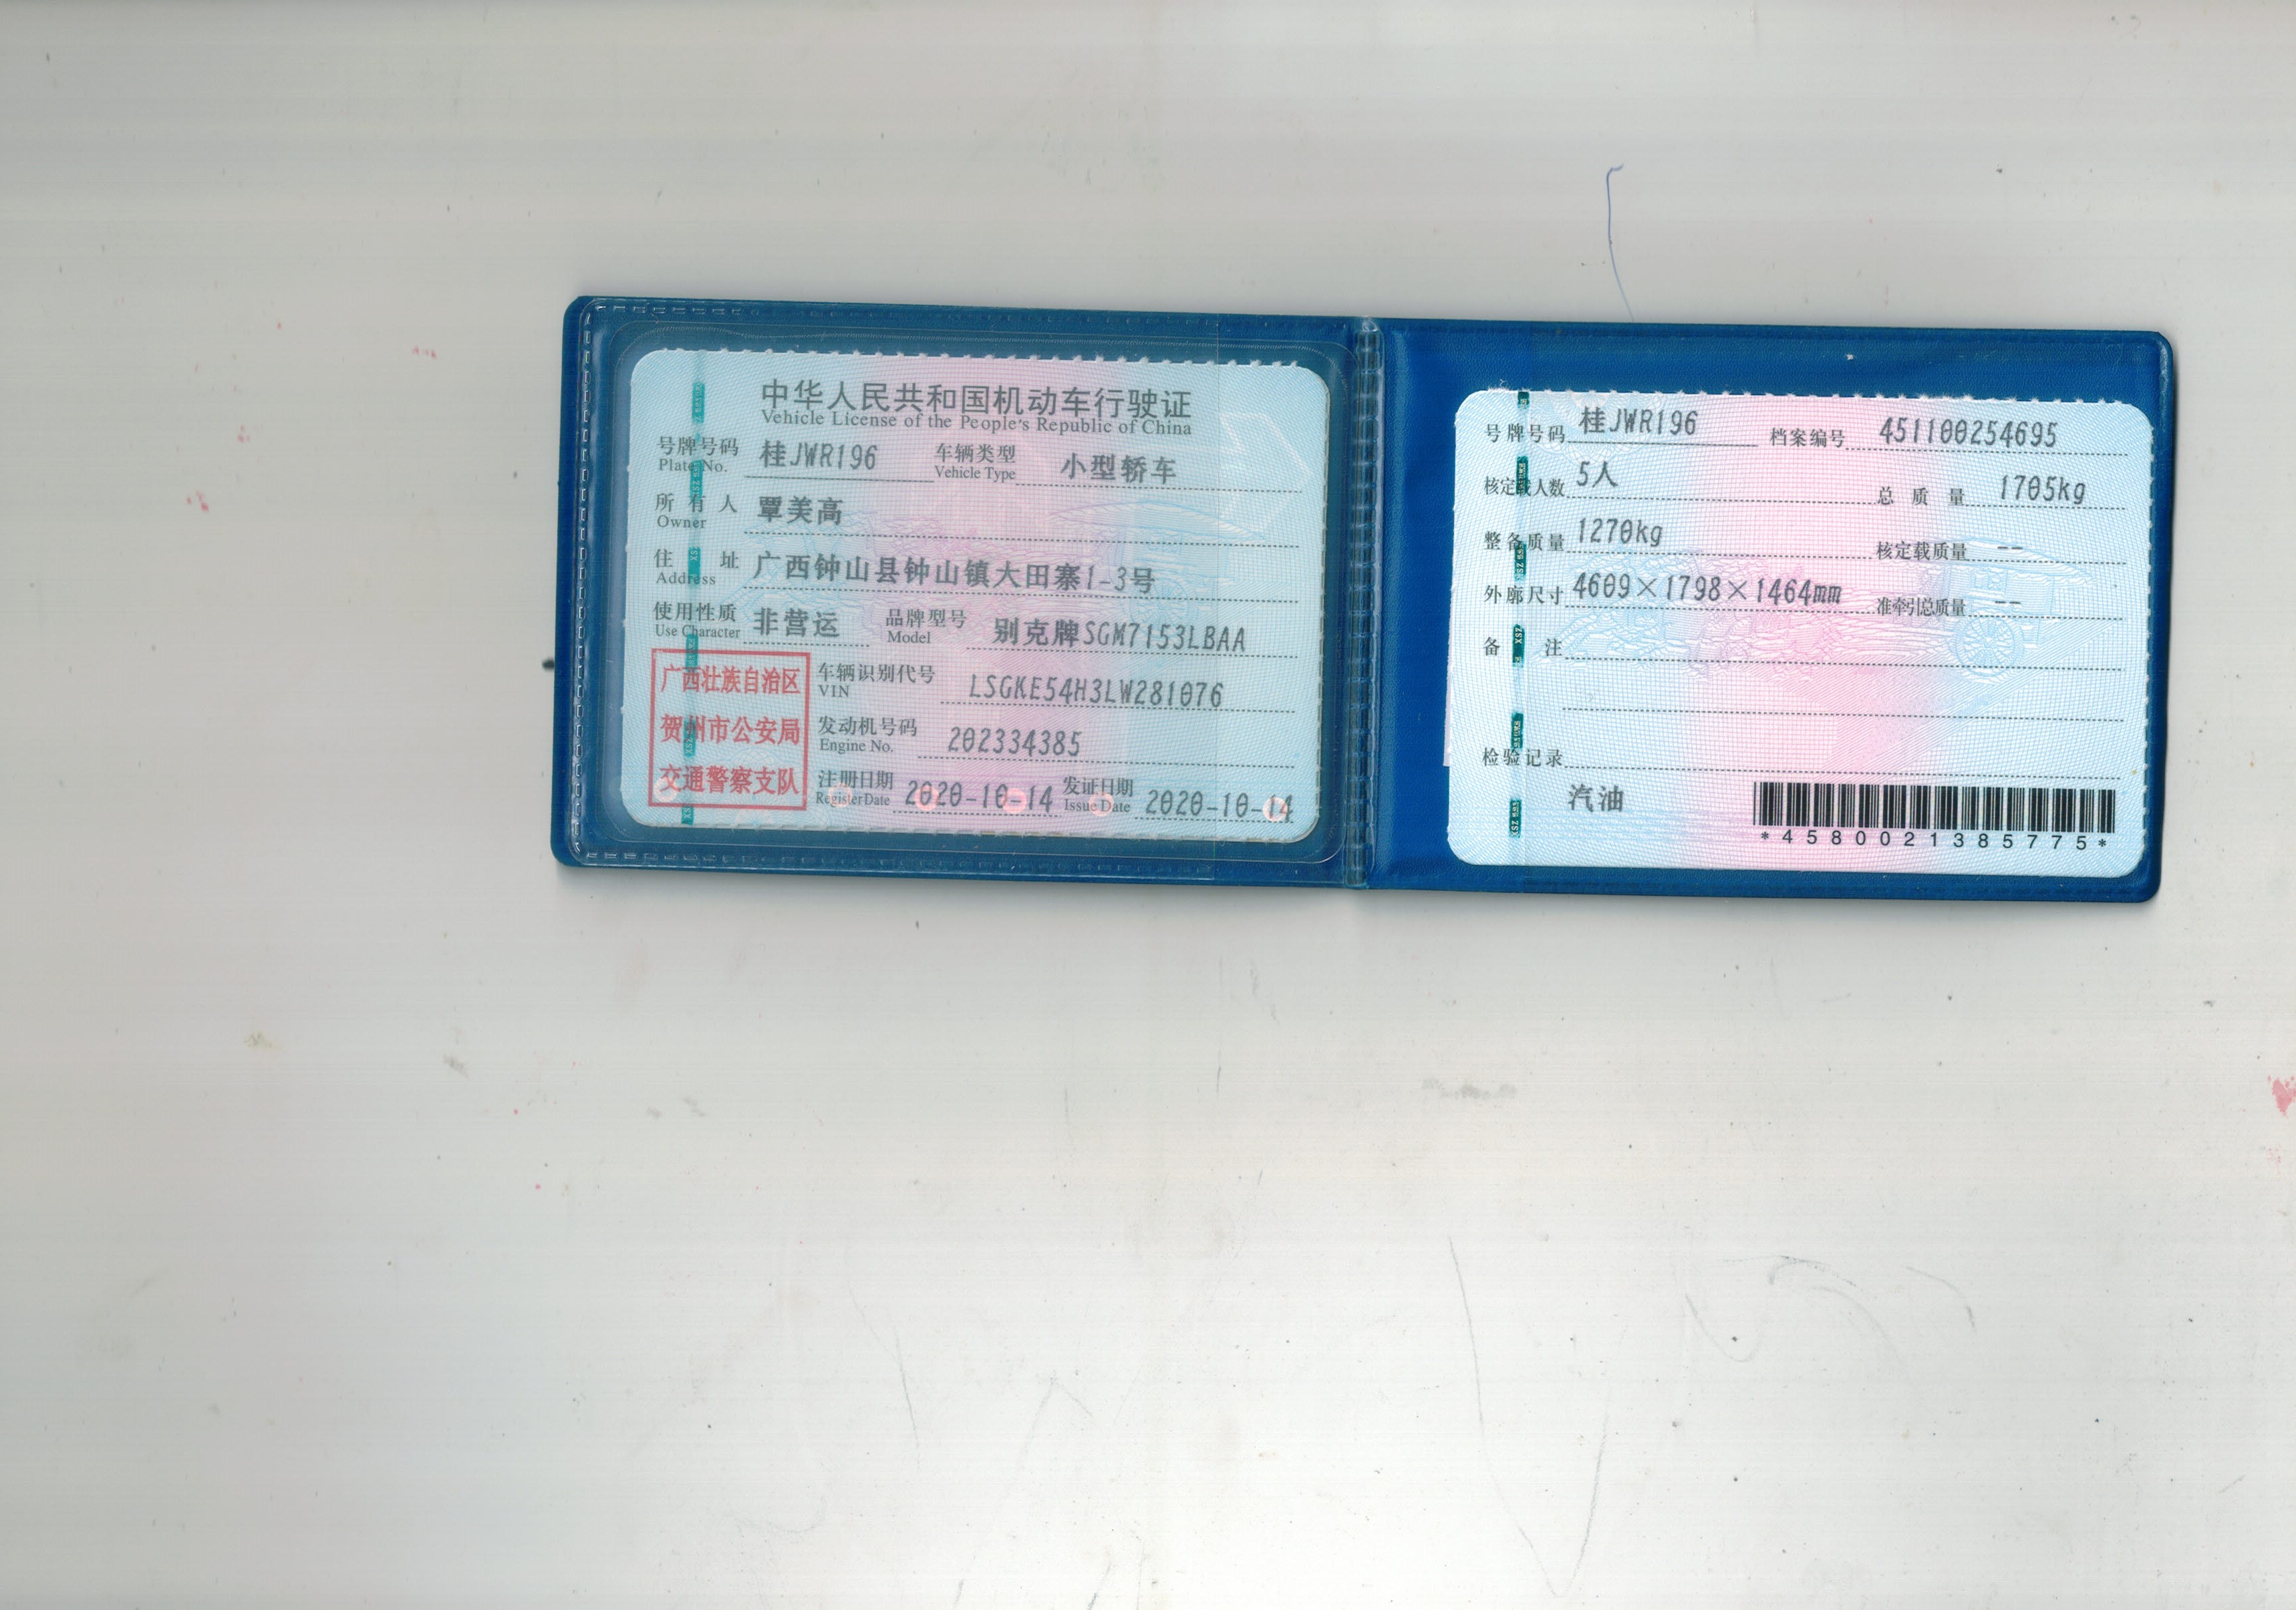 中华人民共和国机动车行驶证
Vehicle License of the People's Republic of China
号牌号码 桂JWR196 车辆类型 小型轿车
Plate No. Vehicle Type
所有人 覃美高
Owner
住址 广西钟山县钟山镇大田寨1-3号
Address
使用性质 非营运 品牌型号 别克牌SGM7153LBAA
Use Character Model
广西壮族自治区
贺州市公安局
交通警察支队
车辆识别代号 LSGKE54H3LW281076
VIN
发动机号码 202334385
Engine No.
注册日期 2020-10-14 发证日期 2020-10-14
Register Date Issue Date
号牌号码 桂JWR196 档案编号 451100254695
核定载人数 5人 总质量 1705kg
整备质量 1270kg 核定载质量 --
外廓尺寸 4609×1798×1464mm 准牵引总质量 --
备注
检验记录
汽油
*4580021385775*